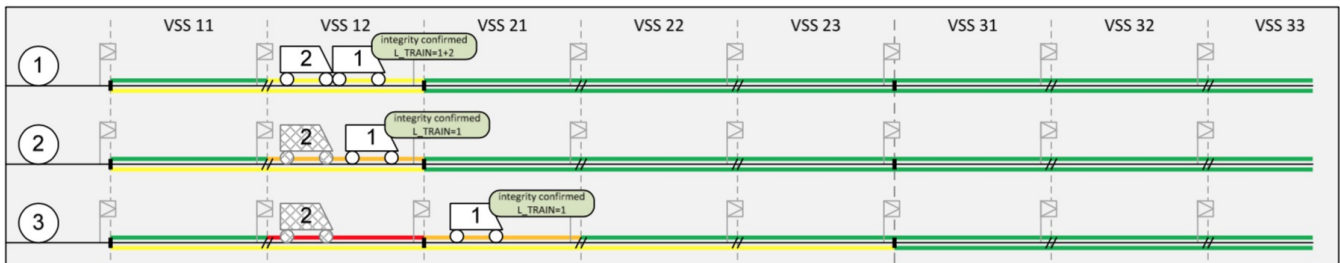 VSS 11 VSS 12 VSS 21 VSS 22 VSS 23 VSS 31 VSS 32 VSS 33
1 2 1 integrity confirmed
L_TRAIN=1+2
2 2 1 integrity confirmed
L_TRAIN=1
3 2 1 integrity confirmed
L_TRAIN=1